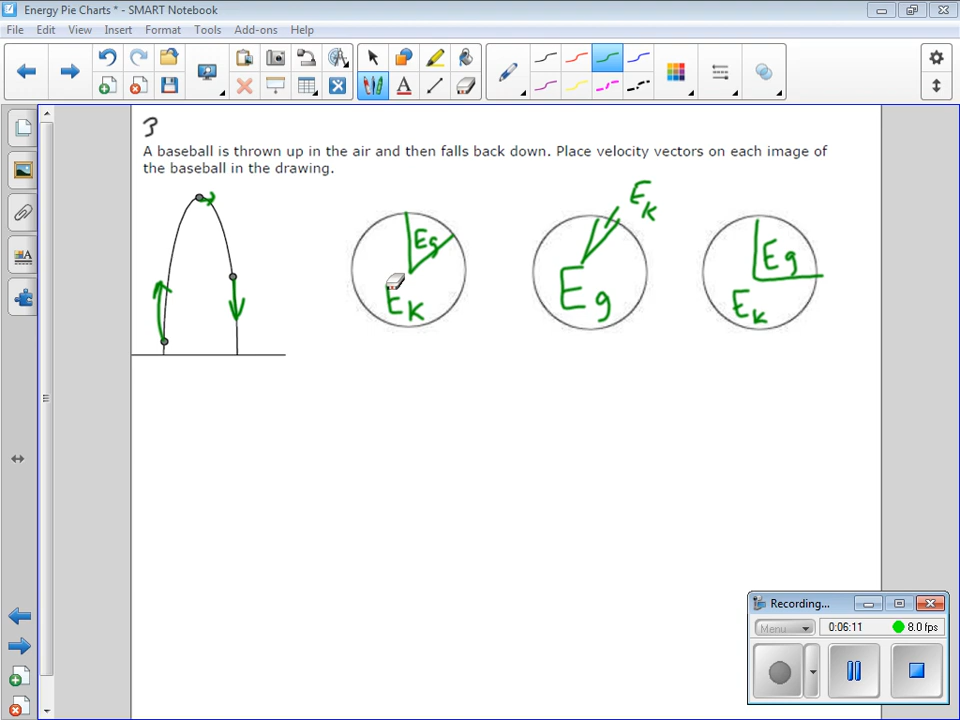 Energy Pie Charts * - SMART Notebook
File Edit View Insert Format Tools Add-ons Help
3
A baseball is thrown up in the air and then falls back down. Place velocity vectors on each image of
the baseball in the drawing.
Eg
EK
EK
Eg
Eg
EK
Recording...
Menu 0:06:11 8.0 fps